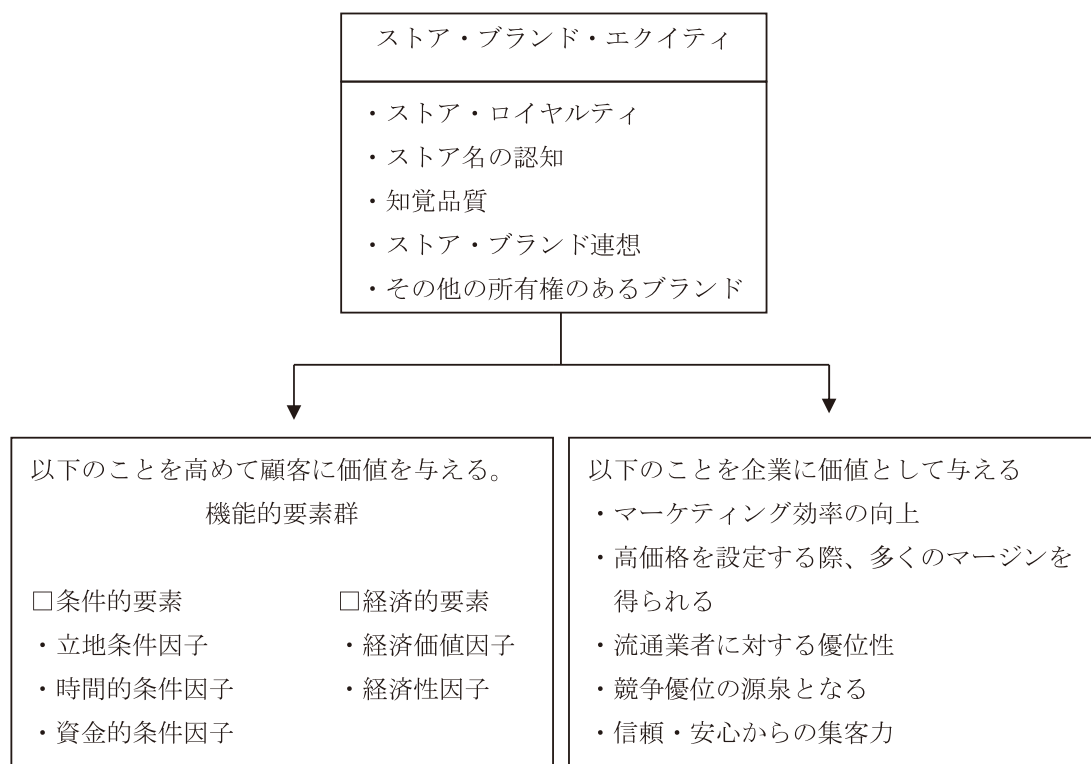 ストア・ブランド・エクイティ
・ストア・ロイヤルティ
・ストア名の認知
・知覚品質
・ストア・ブランド連想
・その他の所有権のあるブランド
以下のことを高めて顧客に価値を与える。
機能的要素群
□条件的要素
・立地条件因子
・時間的条件因子
・資金的条件因子
□経済的要素
・経済価値因子
・経済性因子
以下のことを企業に価値として与える
・マーケティング効率の向上
・高価格を設定する際、多くのマージンを
得られる
・流通業者に対する優位性
・競争優位の源泉となる
・信頼・安心からの集客力